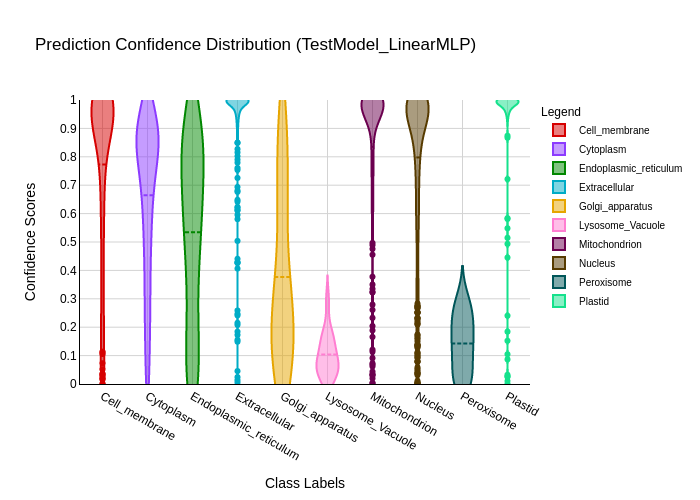 Prediction Confidence Distribution (TestModel_LinearMLP)
Legend
Cell_membrane
Cytoplasm
Endoplasmic_reticulum
Extracellular
Golgi_apparatus
Lysosome_Vacuole
Mitochondrion
Nucleus
Peroxisome
Plastid
Confidence Scores
1
0.9
0.8
0.7
0.6
0.5
0.4
0.3
0.2
0.1
0
Cell_membrane
Cytoplasm
Endoplasmic_reticulum
Extracellular
Golgi_apparatus
Lysosome_Vacuole
Mitochondrion
Nucleus
Peroxisome
Plastid
Class Labels